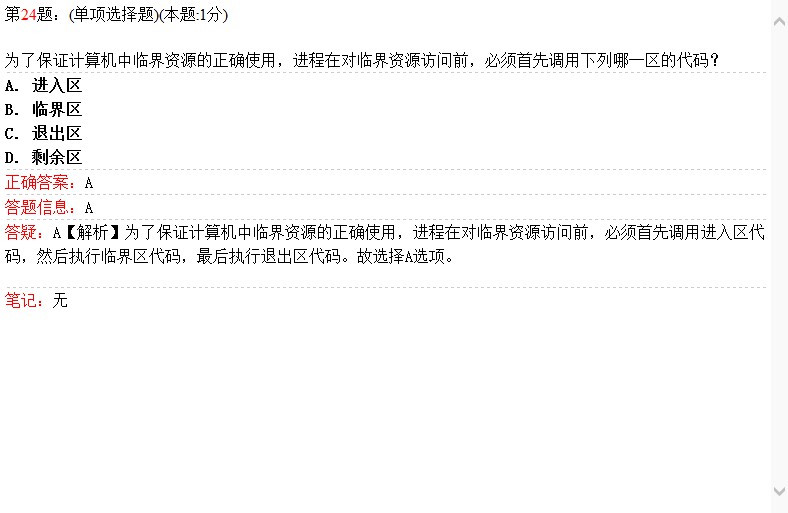 第24题：(单项选择题)(本题:1分)
为了保证计算机中临界资源的正确使用，进程在对临界资源访问前，必须首先调用下列哪一区的代码？
A. 进入区
B. 临界区
C. 退出区
D. 剩余区
正确答案：A
答题信息：A
答疑：A【解析】为了保证计算机中临界资源的正确使用，进程在对临界资源访问前，必须首先调用进入区代
码，然后执行临界区代码，最后执行退出区代码。故选择A选项。
笔记：无